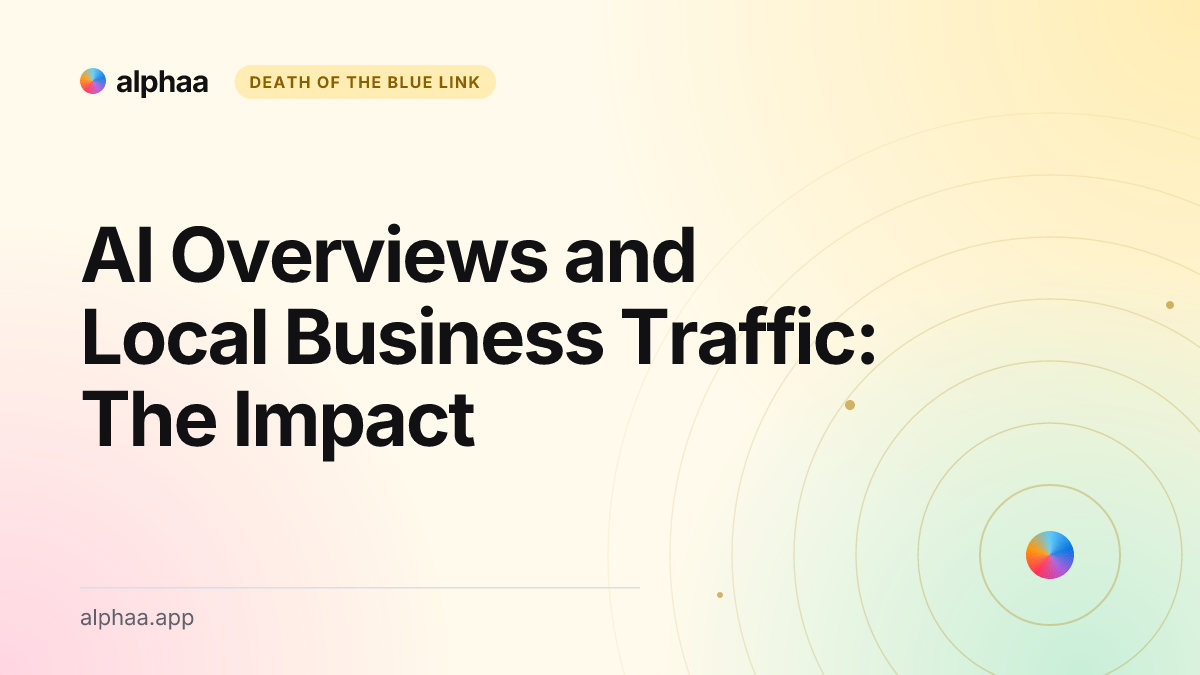 alphaa
DEATH OF THE BLUE LINK
AI Overviews and
Local Business Traffic:
The Impact
alphaa.app